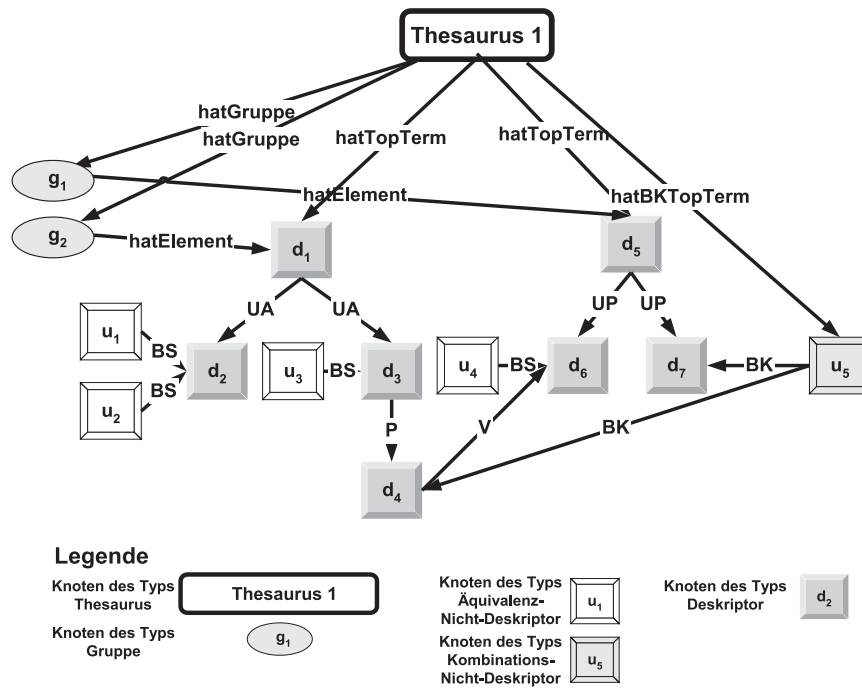 Thesaurus 1
hatGruppe
hatGruppe
hatTopTerm
hatTopTerm
g1
hatElement
hatBKTopTerm
g2
hatElement
d1
d5
UA
UA
UP
UP
u1
BS
u2
BS
d2
u3
BS
d3
u4
BS
d6
d7
BK
u5
P
V
BK
d4
Legende
Knoten des Typs
Thesaurus
Thesaurus 1
Knoten des Typs
Gruppe
g1
Knoten des Typs
Äquivalenz-
Nicht-Deskriptor
u1
Knoten des Typs
Kombinations-
Nicht-Deskriptor
u5
Knoten des Typs
Deskriptor
d2